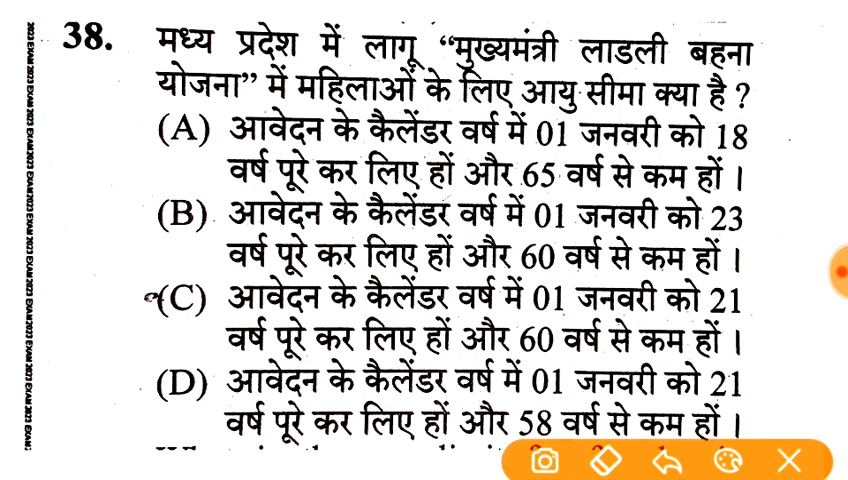 38. मध्य प्रदेश में लागू “मुख्यमंत्री लाडली बहना
योजना” में महिलाओं के लिए आयु सीमा क्या है ?
(A) आवेदन के कैलेंडर वर्ष में 01 जनवरी को 18
वर्ष पूरे कर लिए हों और 65 वर्ष से कम हों ।
(B) आवेदन के कैलेंडर वर्ष में 01 जनवरी को 23
वर्ष पूरे कर लिए हों और 60 वर्ष से कम हों ।
(C) आवेदन के कैलेंडर वर्ष में 01 जनवरी को 21
वर्ष पूरे कर लिए हों और 60 वर्ष से कम हों ।
(D) आवेदन के कैलेंडर वर्ष में 01 जनवरी को 21
वर्ष पूरे कर लिए हों और 58 वर्ष से कम हों ।